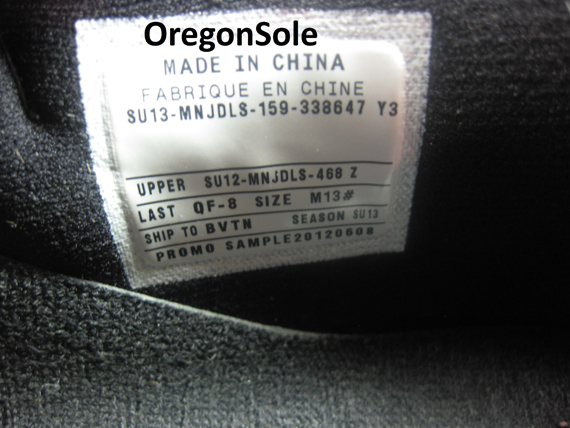 OregonSole
MADE IN CHINA
FABRIQUE EN CHINE
SU13-MNJDLS-159-338647 Y3
UPPER SU12-MNJDLS-468 Z
LAST QF-8 SIZE M13#
SHIP TO BVTN SEASON SU13
PROMO SAMPLE20120608